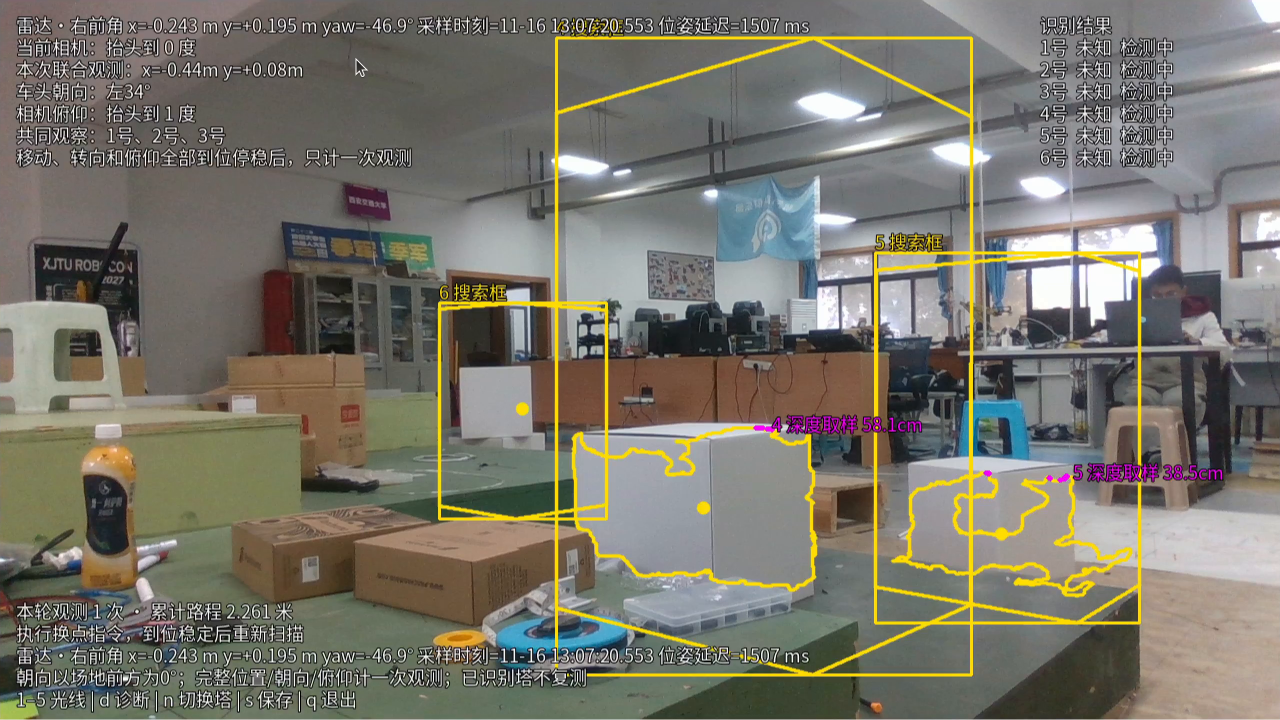 雷达·右前角 x=-0.243 m y=+0.195 m yaw=-46.9° 采样时刻=11-16 13:07:20.553 位姿延迟=1507 ms
当前相机：抬头到 0 度
本次联合观测：x=-0.44m y=+0.08m
车头朝向：左34°
相机俯仰：抬头到 1 度
共同观察：1号、2号、3号
移动、转向和俯仰全部到位停稳后，只计一次观测
识别结果
1号 未知 检测中
2号 未知 检测中
3号 未知 检测中
4号 未知 检测中
5号 未知 检测中
6号 未知 检测中
季军
XJTU ROBOCON
2027
5 搜索框
6 搜索框
4 深度取样 58.1cm
5 深度取样 38.5cm
本轮观测 1 次 · 累计路程 2.261 米
执行换点指令，到位稳定后重新扫描
雷达·右前角 x=-0.243 m y=+0.195 m yaw=-46.9° 采样时刻=11-16 13:07:20.553 位姿延迟=1507 ms
朝向以场地前方为0°；完整位置/朝向/俯仰计一次观测；已识别塔不复测
1-5 光线 | d 诊断 | n 切换塔 | s 保存 | q 退出